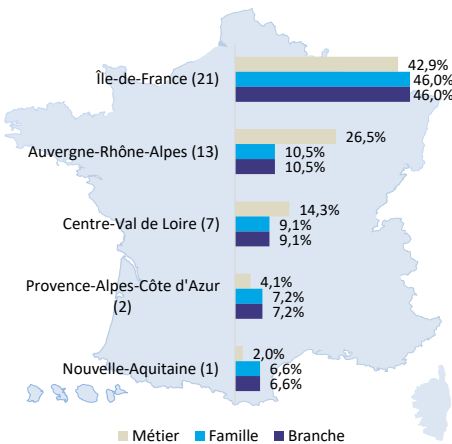 Île-de-France (21)
42,9%
46,0%
46,0%
Auvergne-Rhône-Alpes (13)
26,5%
10,5%
10,5%
Centre-Val de Loire (7)
14,3%
9,1%
9,1%
Provence-Alpes-Côte d'Azur
(2)
4,1%
7,2%
7,2%
Nouvelle-Aquitaine (1)
2,0%
6,6%
6,6%
Métier Famille Branche